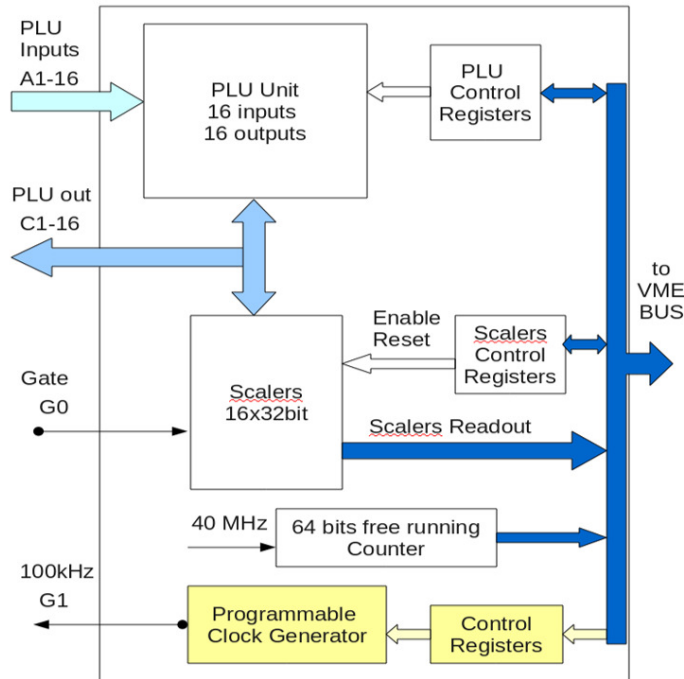 PLU
Inputs
A1-16
PLU Unit
16 inputs
16 outputs
PLU
Control
Registers
PLU out
C1-16
to
VME
BUS
Enable
Reset
Scalers
Control
Registers
Gate
G0
Scalers
16x32bit
Scalers Readout
40 MHz
64 bits free running
Counter
100kHz
G1
Programmable
Clock Generator
Control
Registers